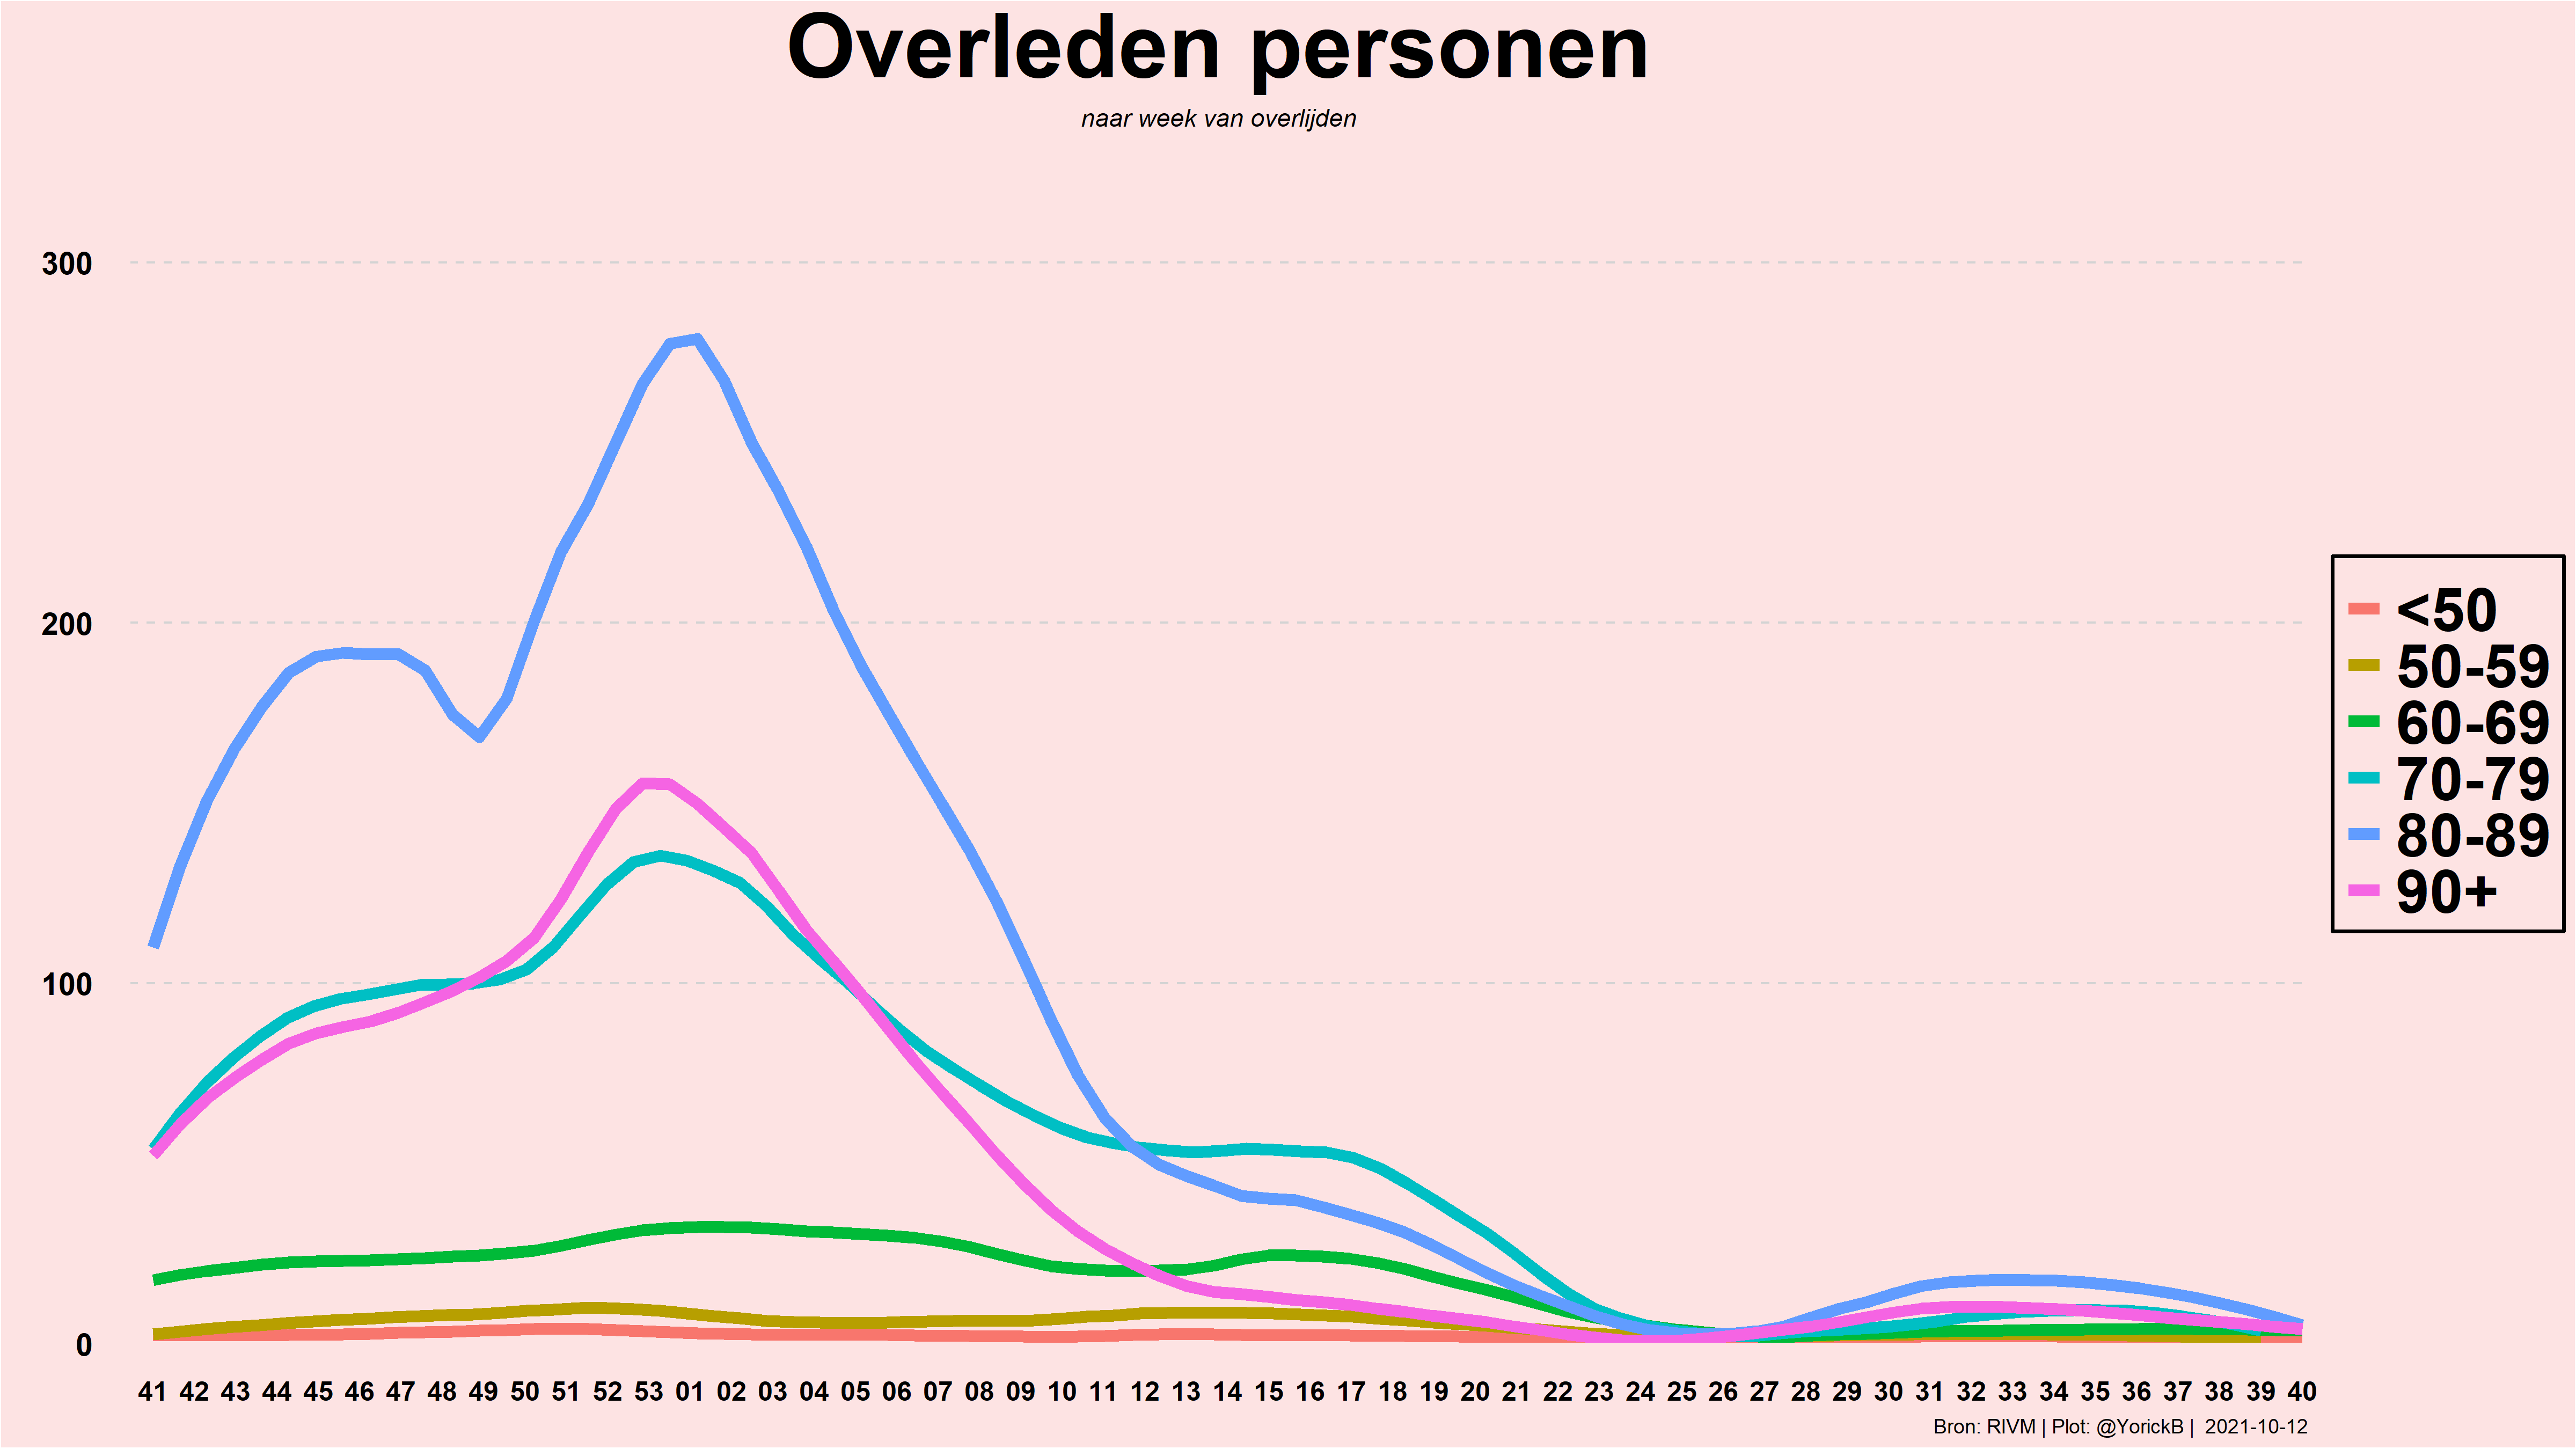 Overleden personen
naar week van overlijden
300
200
100
0
<50
50-59
60-69
70-79
80-89
90+
41 42 43 44 45 46 47 48 49 50 51 52 53 01 02 03 04 05 06 07 08 09 10 11 12 13 14 15 16 17 18 19 20 21 22 23 24 25 26 27 28 29 30 31 32 33 34 35 36 37 38 39 40
Bron: RIVM | Plot: @YorickB | 2021-10-12